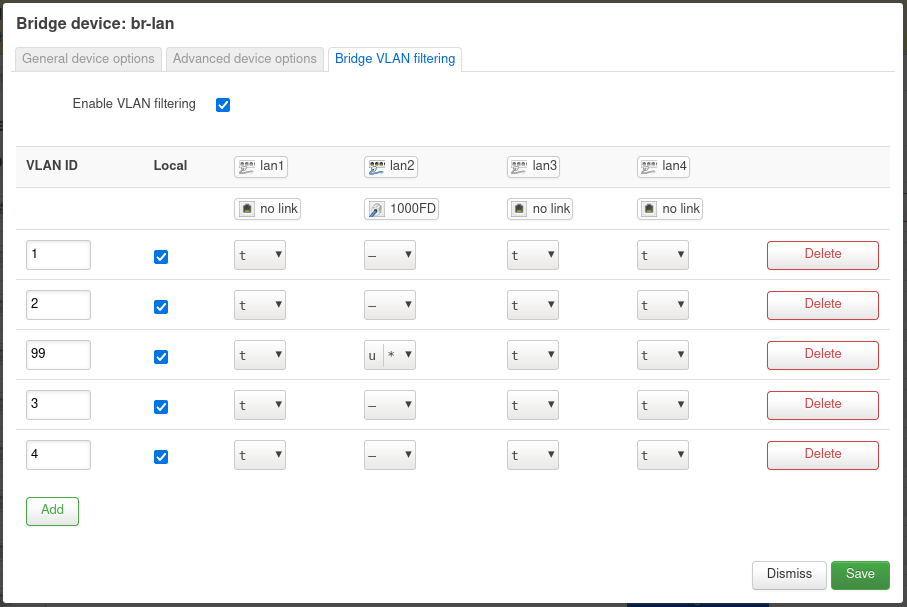 Bridge device: br-lan
General device options Advanced device options Bridge VLAN filtering
Enable VLAN filtering
VLAN ID Local lan1 lan2 lan3 lan4
no link 1000FD no link no link
1 t – t t Delete
2 t – t t Delete
99 t u * t t Delete
3 t – t t Delete
4 t – t t Delete
Add
Dismiss Save